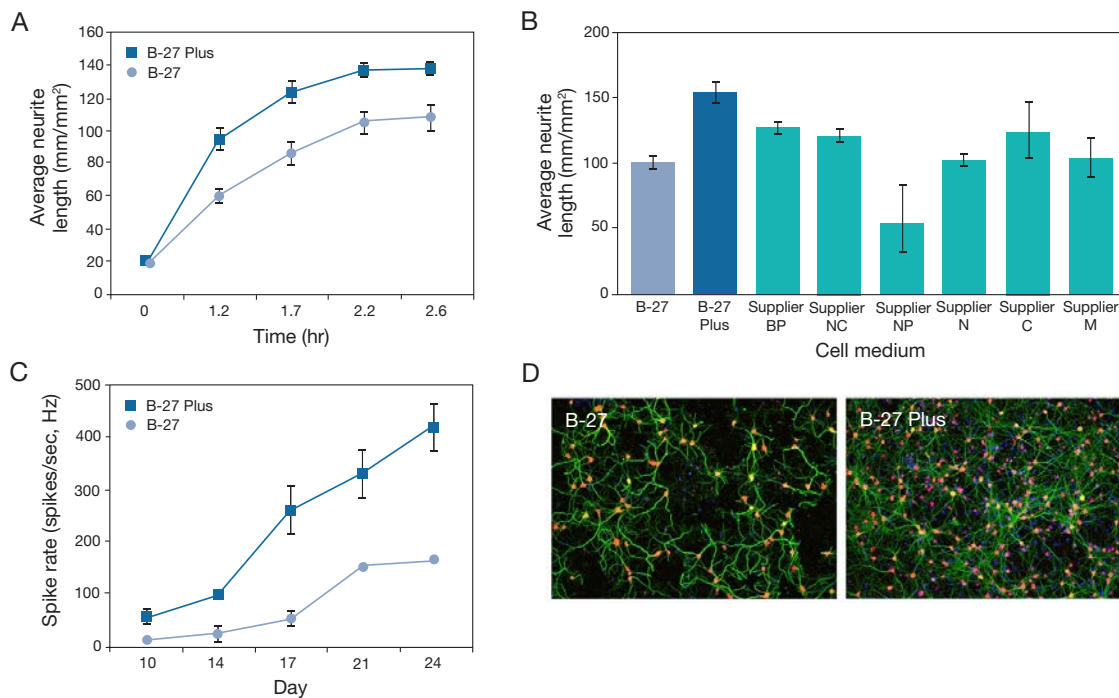 A
Average neurite
length (mm/mm²)
160
140
120
100
80
60
40
20
0
B-27 Plus
B-27
0
1.2
1.7
2.2
2.6
Time (hr)
B
Average neurite
length (mm/mm²)
200
150
100
50
0
B-27
B-27
Plus
Supplier
BP
Supplier
NC
Supplier
NP
Supplier
N
Supplier
C
Supplier
M
Cell medium
C
Spike rate (spikes/sec, Hz)
500
400
300
200
100
0
B-27 Plus
B-27
10
14
17
21
24
Day
D
B-27
B-27 Plus